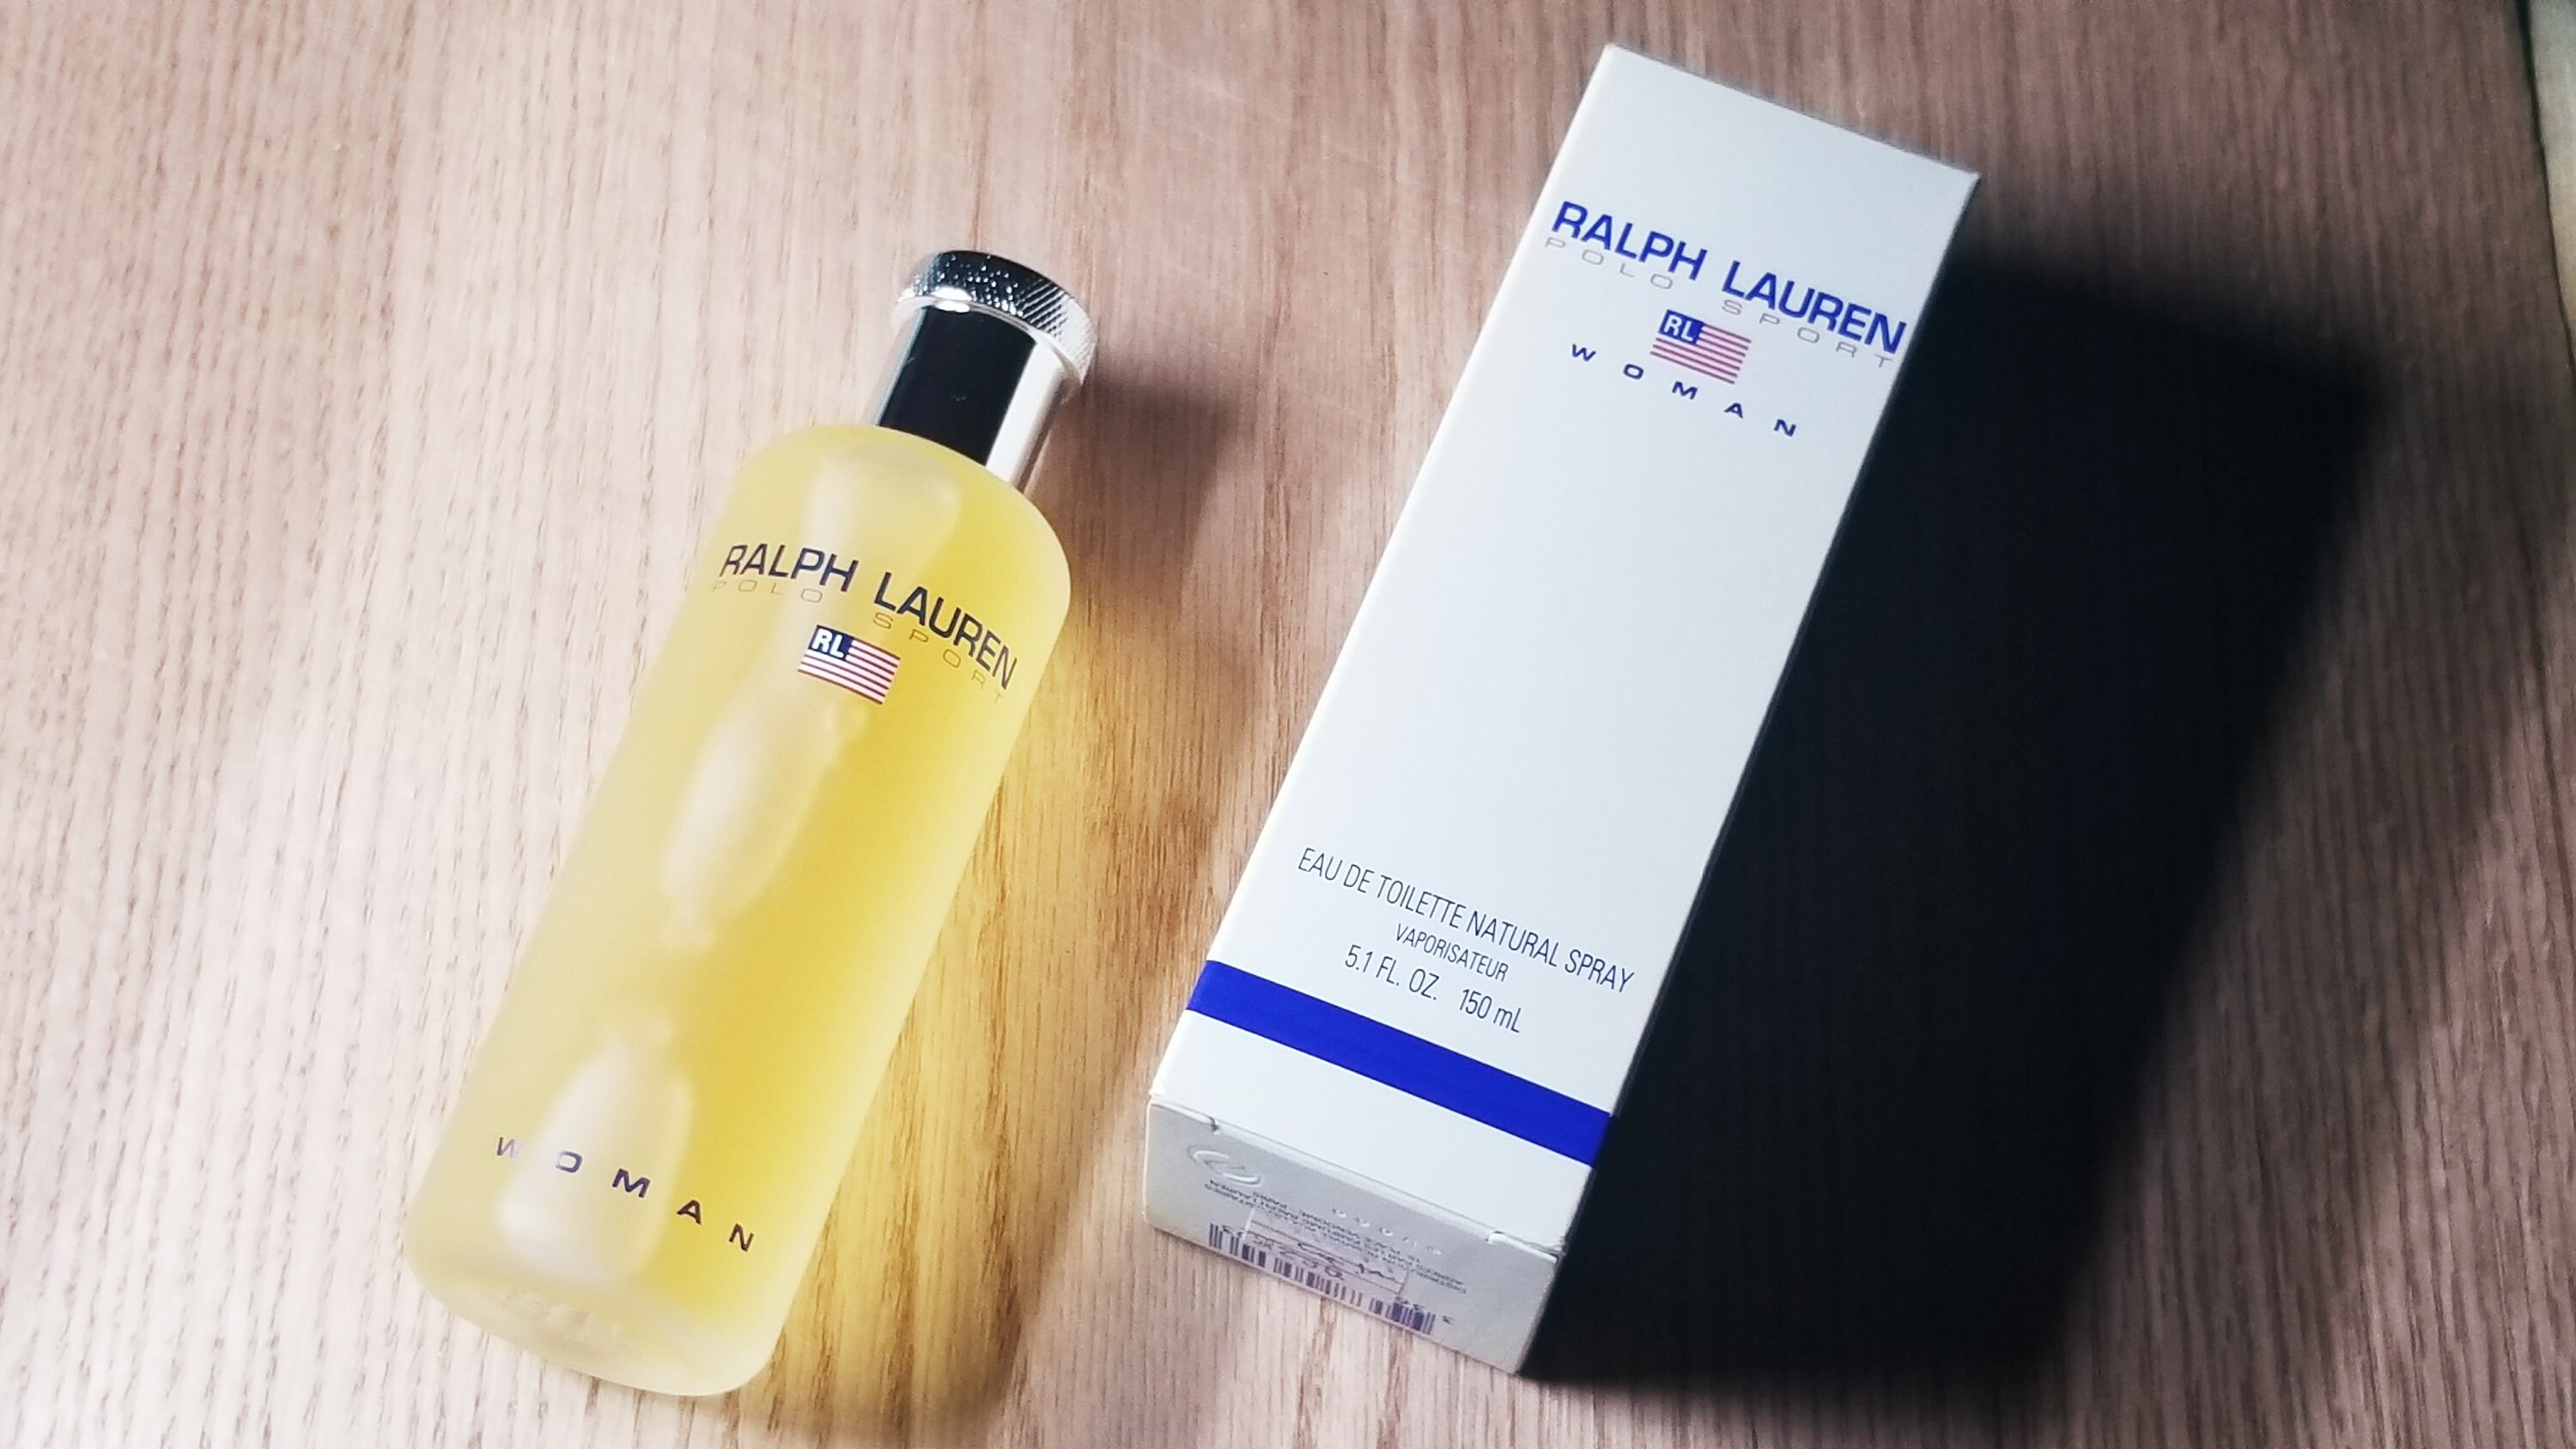 RALPH LAUREN
POLO SPORT
RL
WOMAN
RALPH LAUREN
POLO SPORT
RL
WOMAN
EAU DE TOILETTE NATURAL SPRAY
VAPORISATEUR
5.1 FL. OZ. 150 mL